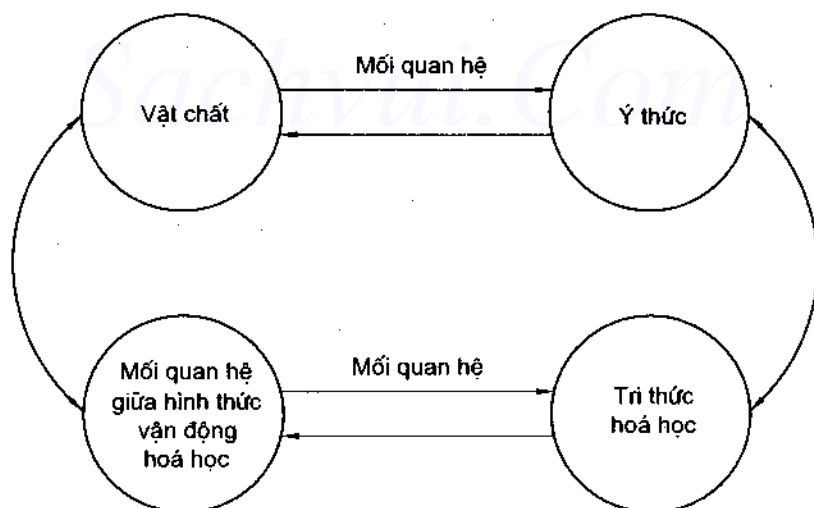 Sachvui.Com
Mối quan hệ
Vật chất
Ý thức
Mối quan hệ
Mối quan hệ
giữa hình thức
vận động
hoá học
Tri thức
hoá học